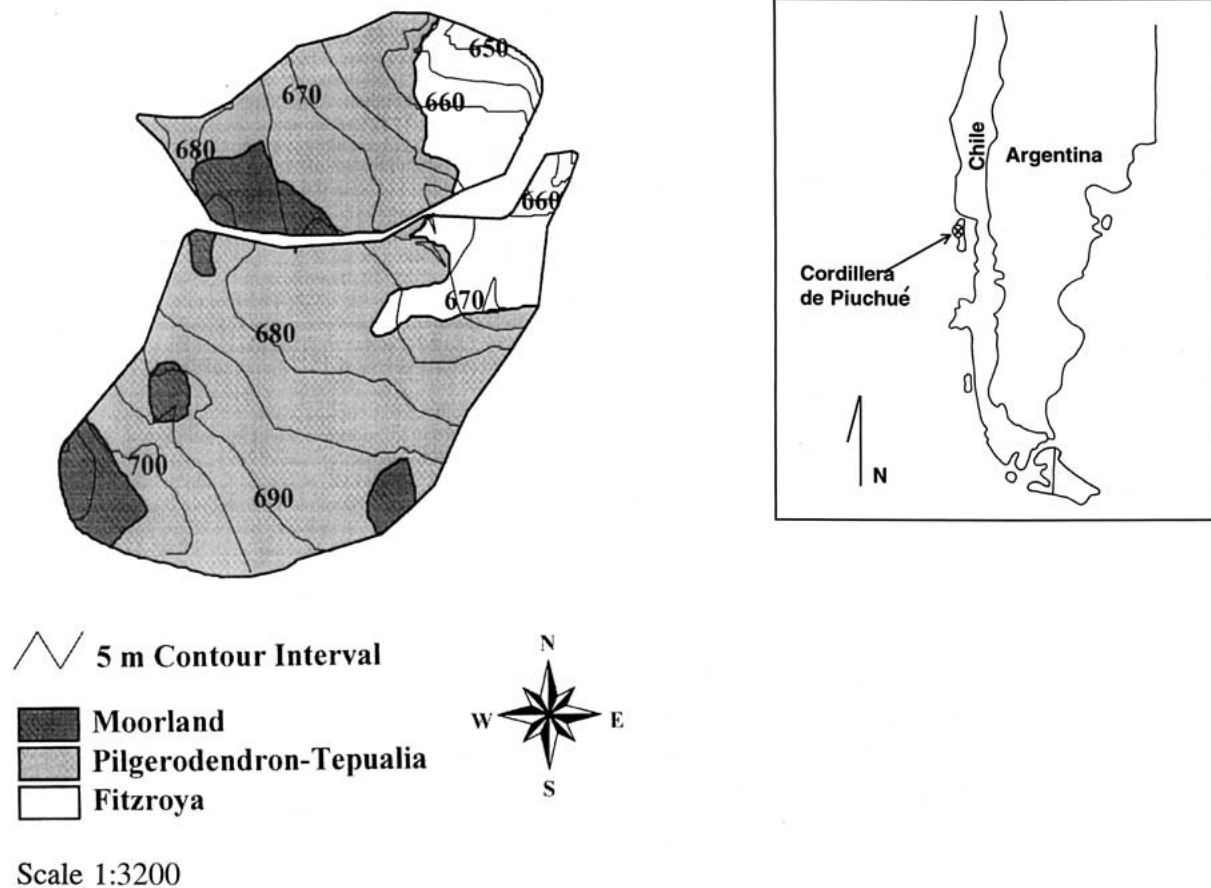 650
670
660
680
660
670
680
700
690
5 m Contour Interval
Moorland
Pilgerodendron-Tepualia
Fitzroya
Scale 1:3200
N
W E
S
Chile
Argentina
Cordillera
de Piuchué
N